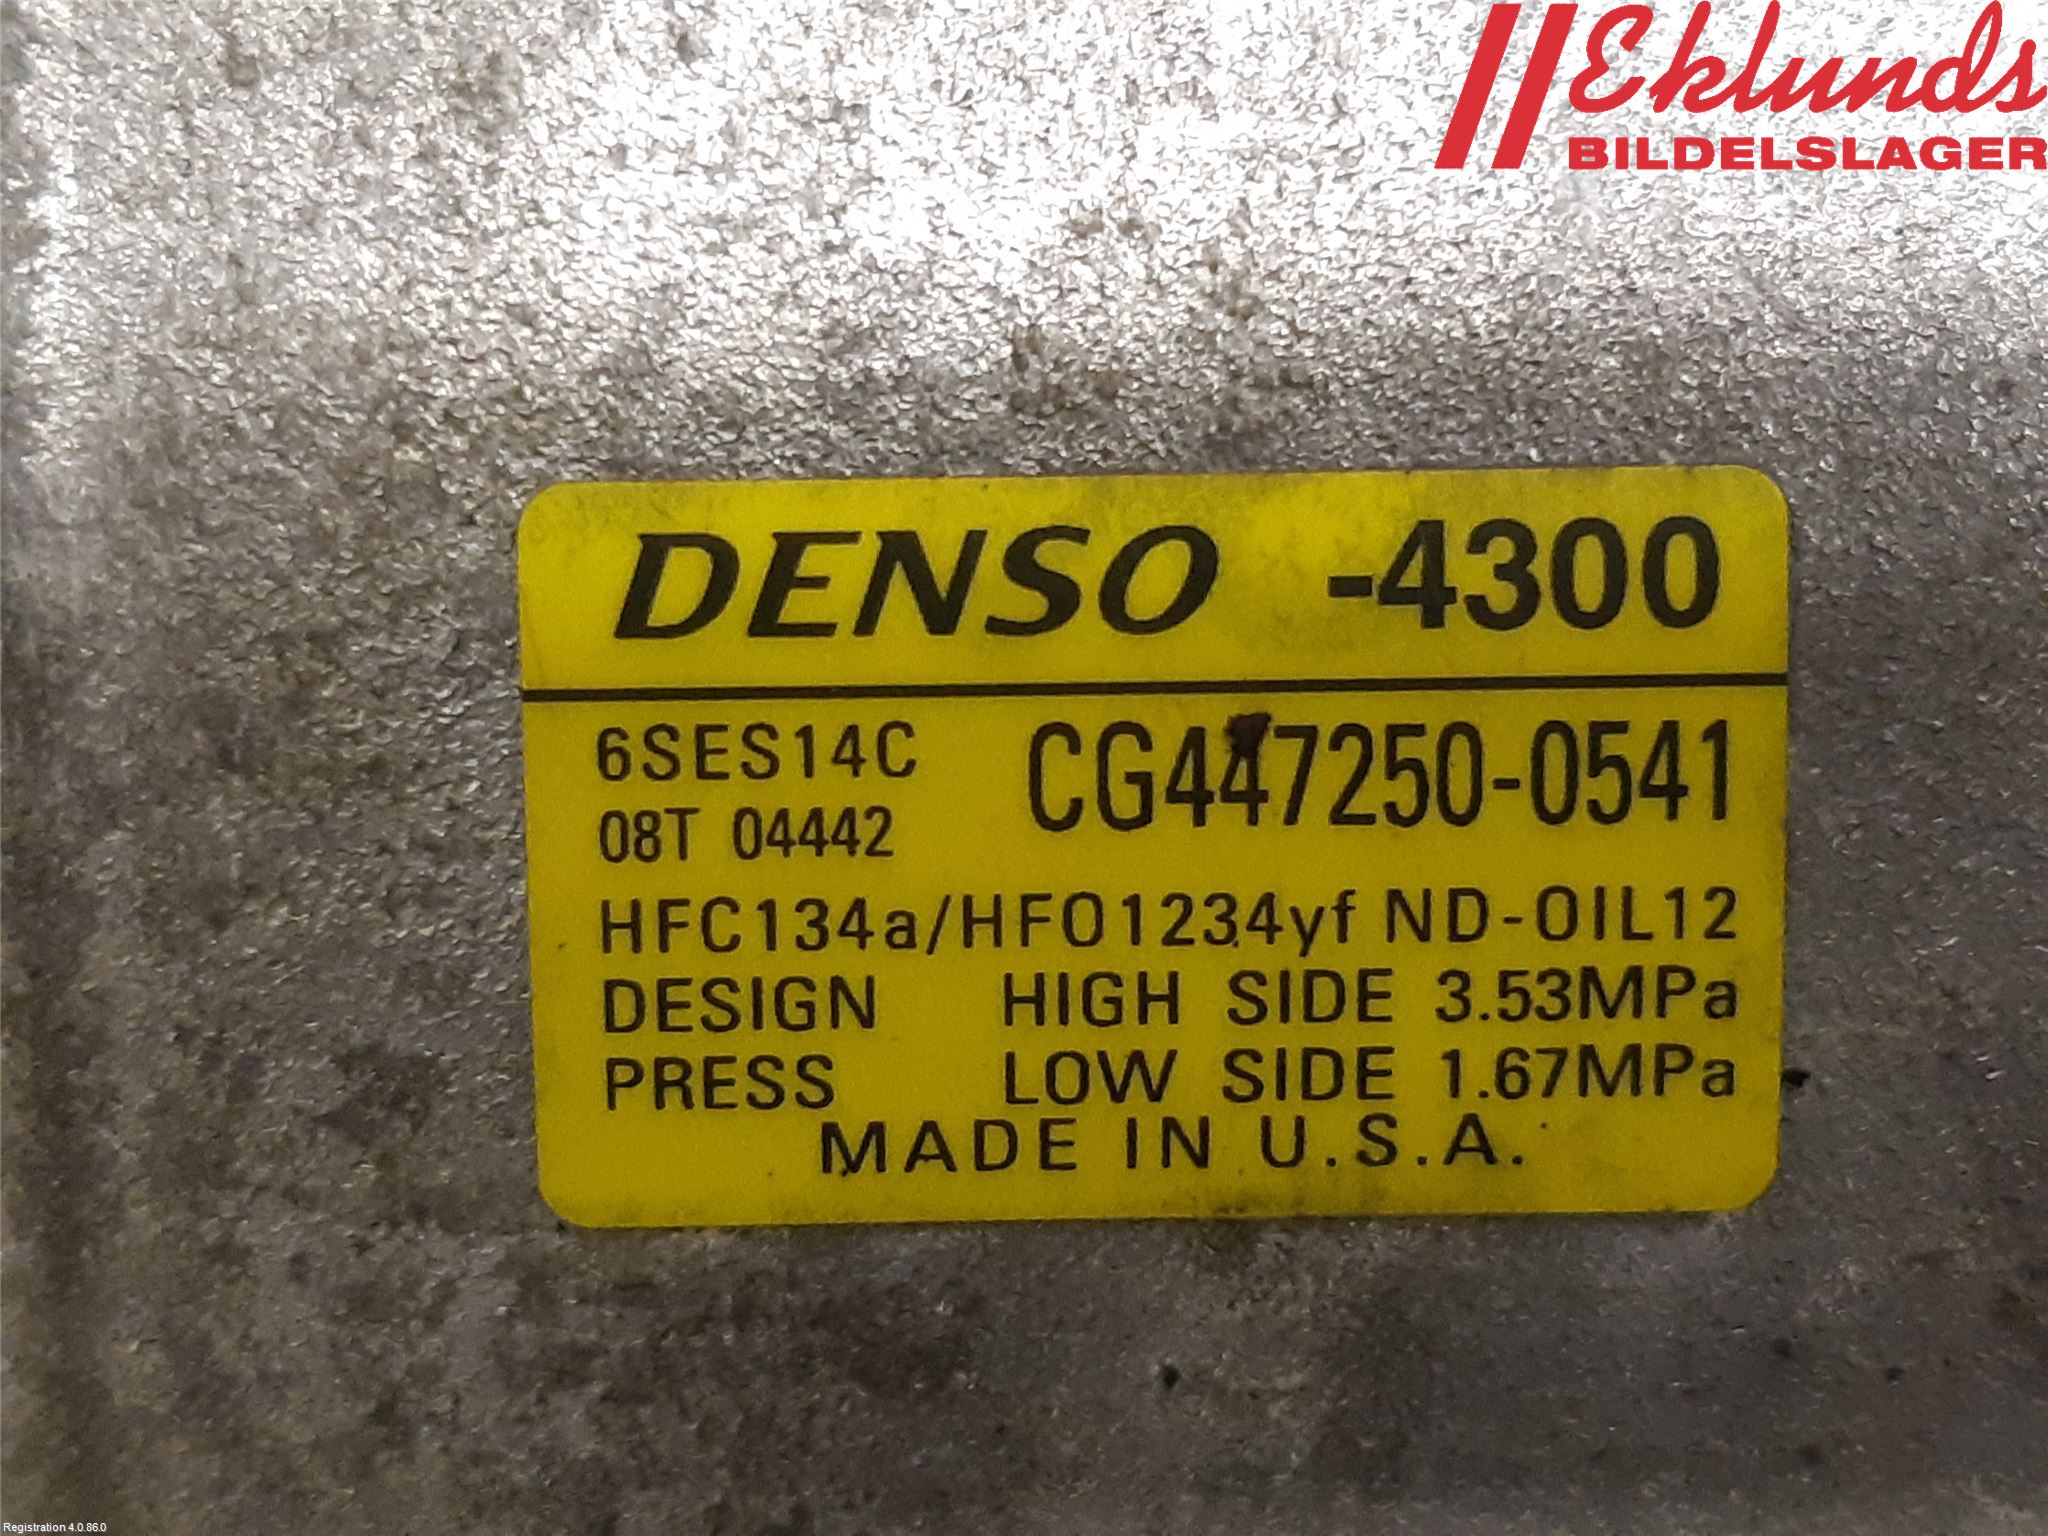 Eklunds
BILDELSLAGER
DENSO -4300
6SES14C CG447250-0541
08T 04442
HFC134a/HFO1234yf ND-OIL12
DESIGN HIGH SIDE 3.53MPa
PRESS LOW SIDE 1.67MPa
MADE IN U.S.A.
Registration 4.0.86.0